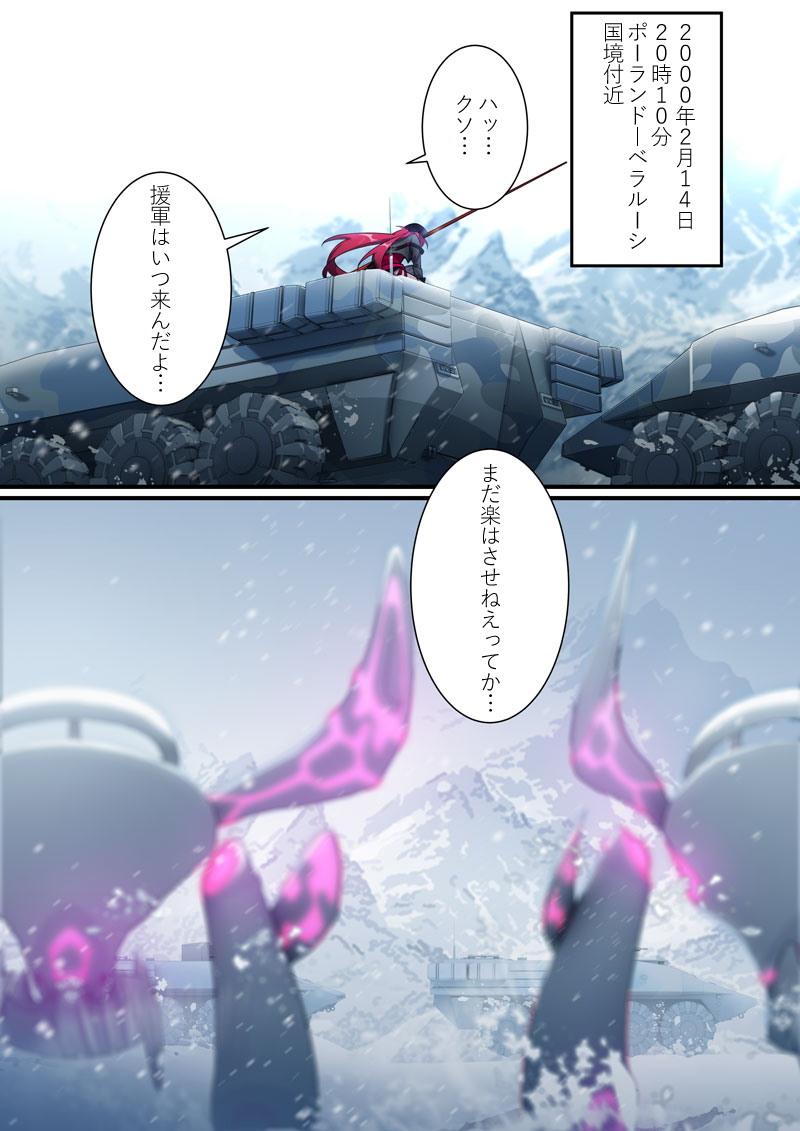 ２０００年２月１４日
２０時１０分
ポーランド―ベラルーシ
国境付近
ハッ…
クソ…
援軍はいつ来んだよ…
まだ楽はさせねえってか…